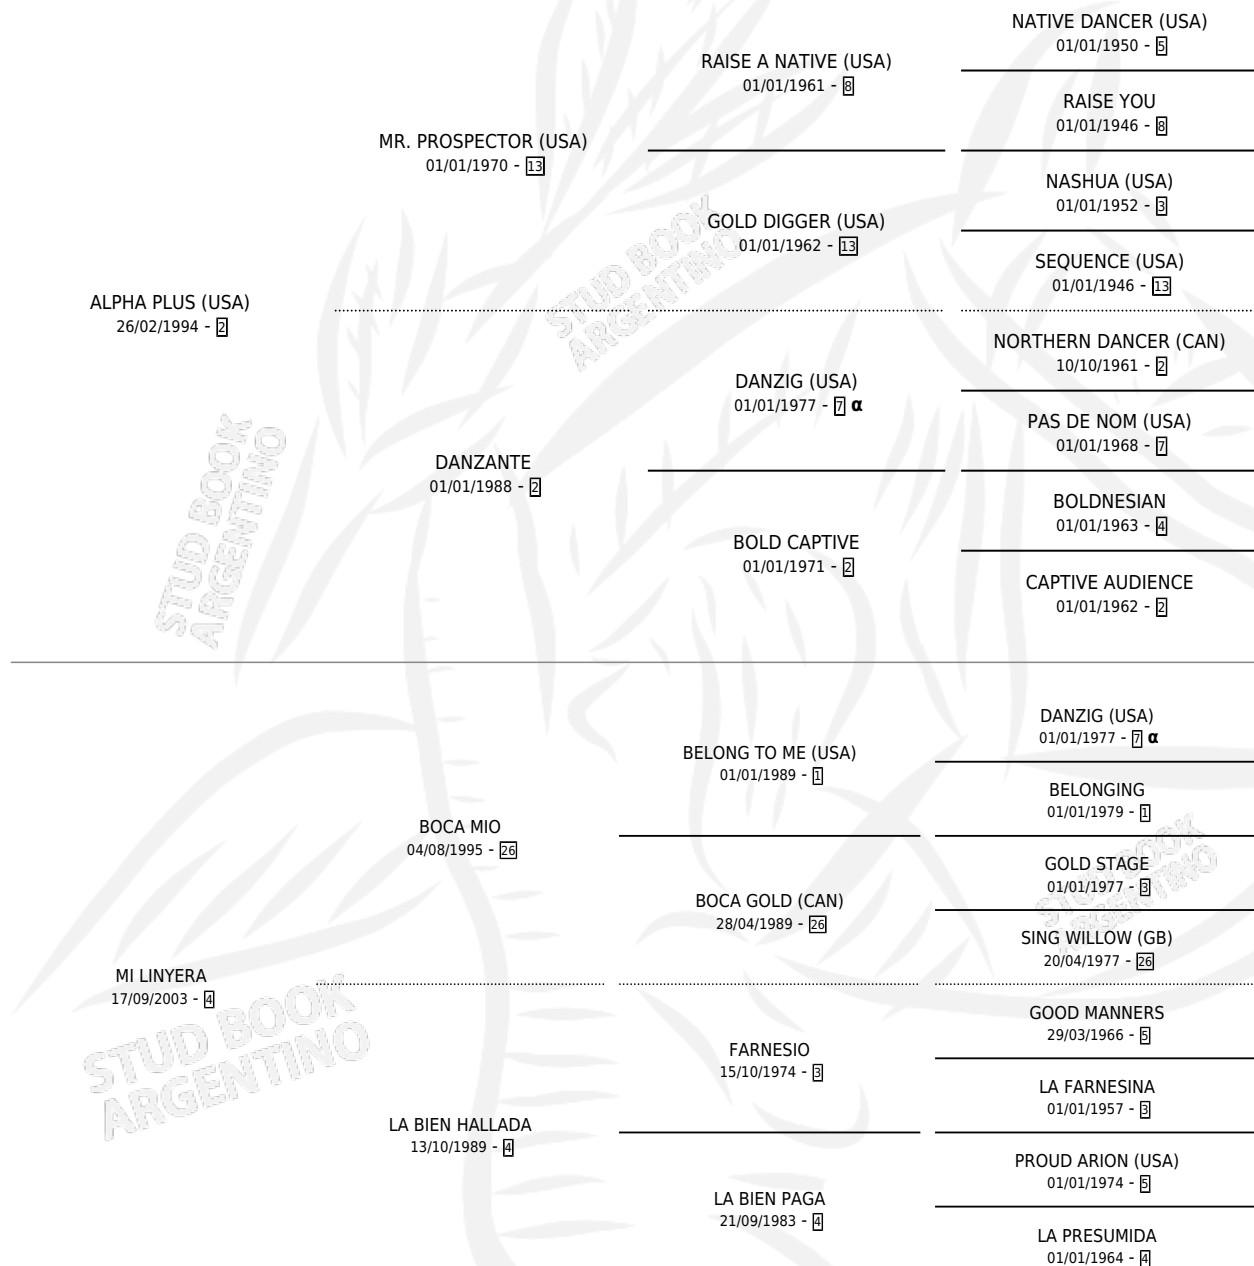 NATIVE DANCER (USA)
01/01/1950 - 5
RAISE A NATIVE (USA)
01/01/1961 - 8
RAISE YOU
01/01/1946 - 8
MR. PROSPECTOR (USA)
01/01/1970 - 13
NASHUA (USA)
01/01/1952 - 3
GOLD DIGGER (USA)
01/01/1962 - 13
SEQUENCE (USA)
01/01/1946 - 13
ALPHA PLUS (USA)
26/02/1994 - 2
NORTHERN DANCER (CAN)
10/10/1961 - 2
DANZIG (USA)
01/01/1977 - 7 α
PAS DE NOM (USA)
01/01/1968 - 7
DANZANTE
01/01/1988 - 2
BOLDNESIAN
01/01/1963 - 4
BOLD CAPTIVE
01/01/1971 - 2
CAPTIVE AUDIENCE
01/01/1962 - 2
STUD BOOK
ARGENTINO
STUD BOOK
ARGENTINO
DANZIG (USA)
01/01/1977 - 7 α
BELONG TO ME (USA)
01/01/1989 - 1
BELONGING
01/01/1979 - 1
BOCA MIO
04/08/1995 - 26
GOLD STAGE
01/01/1977 - 3
BOCA GOLD (CAN)
28/04/1989 - 26
SING WILLOW (GB)
20/04/1977 - 26
MI LINYERA
17/09/2003 - 4
GOOD MANNERS
29/03/1966 - 5
FARNESIO
15/10/1974 - 3
LA FARNESINA
01/01/1957 - 3
LA BIEN HALLADA
13/10/1989 - 4
PROUD ARION (USA)
01/01/1974 - 5
LA BIEN PAGA
21/09/1983 - 4
LA PRESUMIDA
01/01/1964 - 4
STUD BOOK
ARGENTINO
STUD BOOK
ARGENTINO